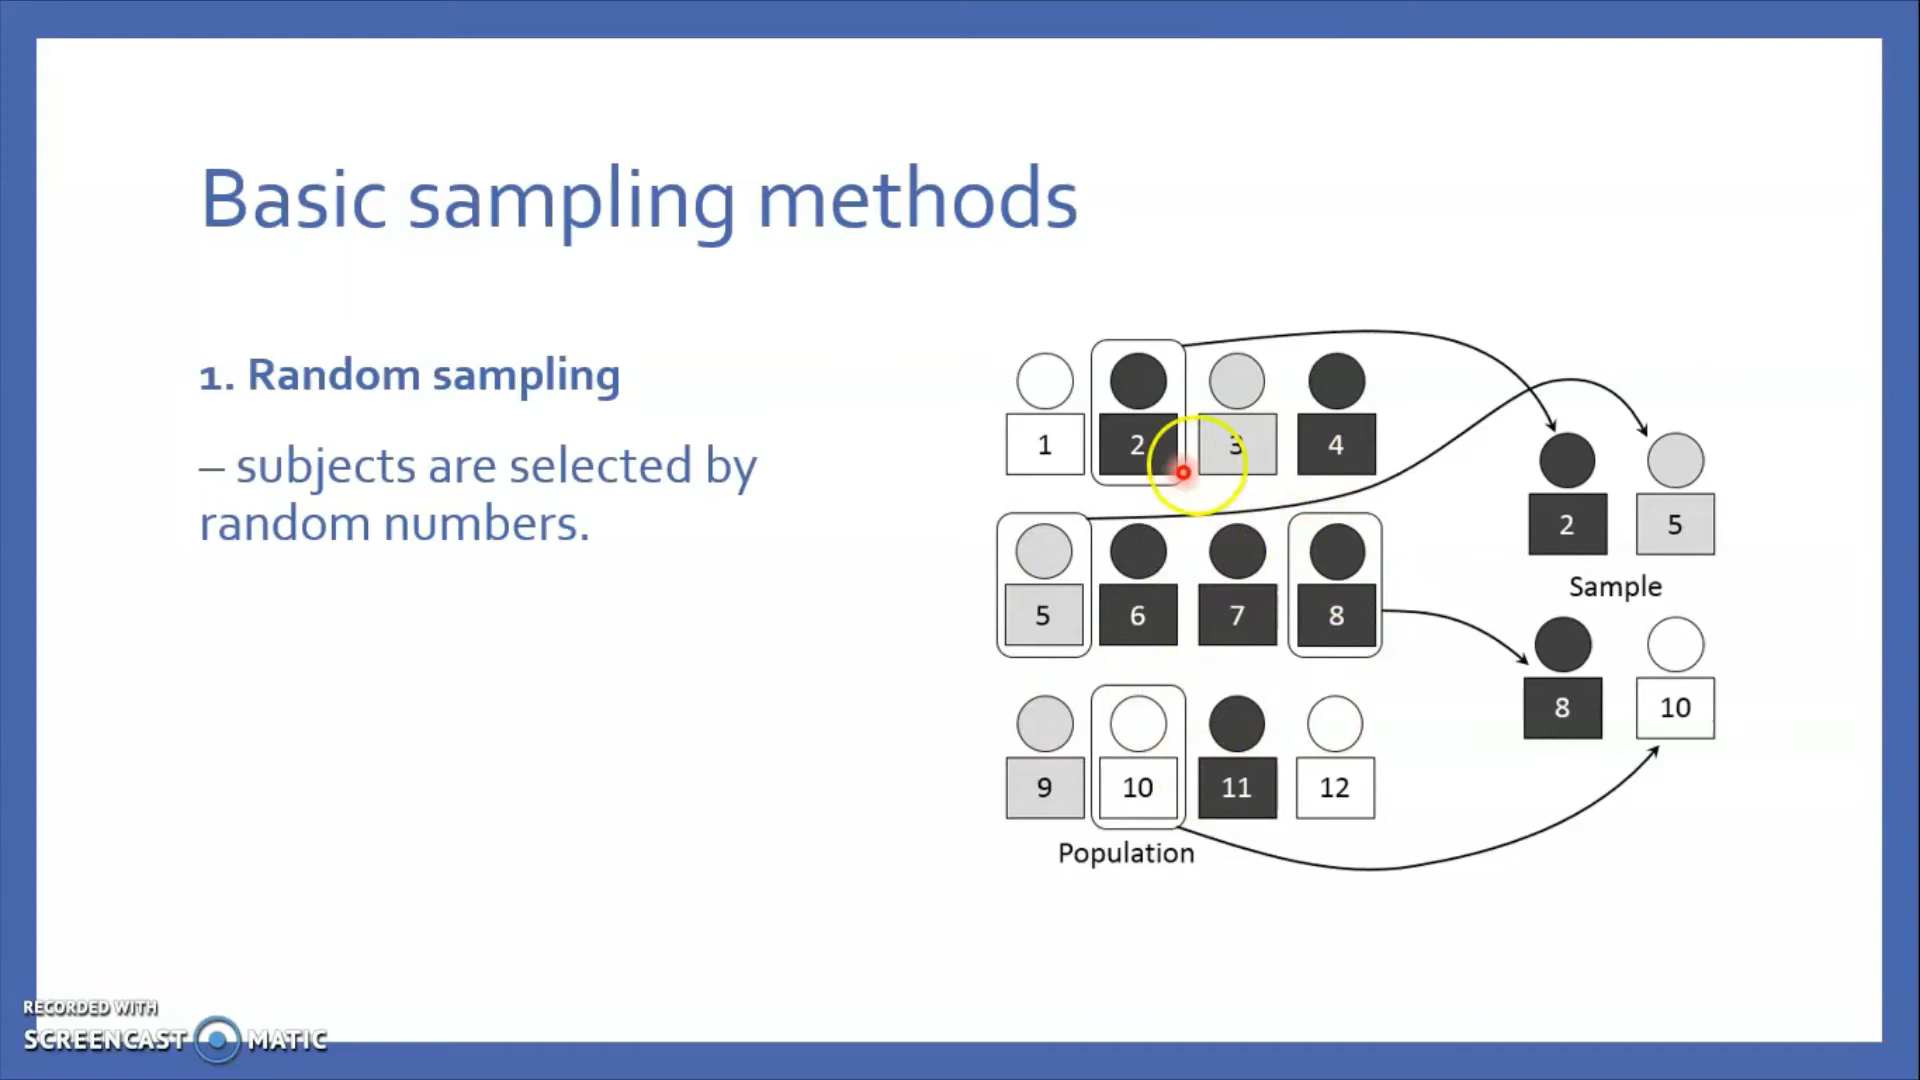 Basic sampling methods
1. Random sampling
– subjects are selected by
random numbers.
1 2 3 4
5 6 7 8
9 10 11 12
Population
2 5
Sample
8 10
RECORDED WITH
SCREENCAST MATIC